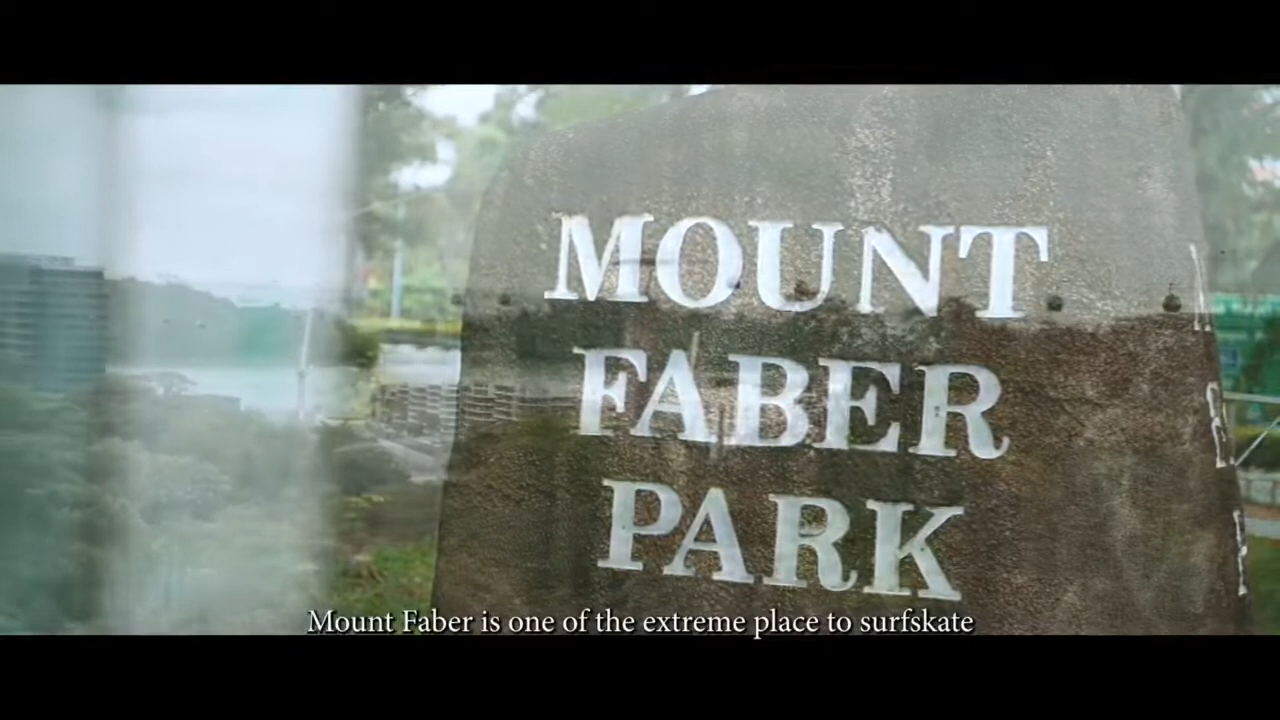 MOUNT
FABER
PARK
Mount Faber is one of the extreme place to surfskate